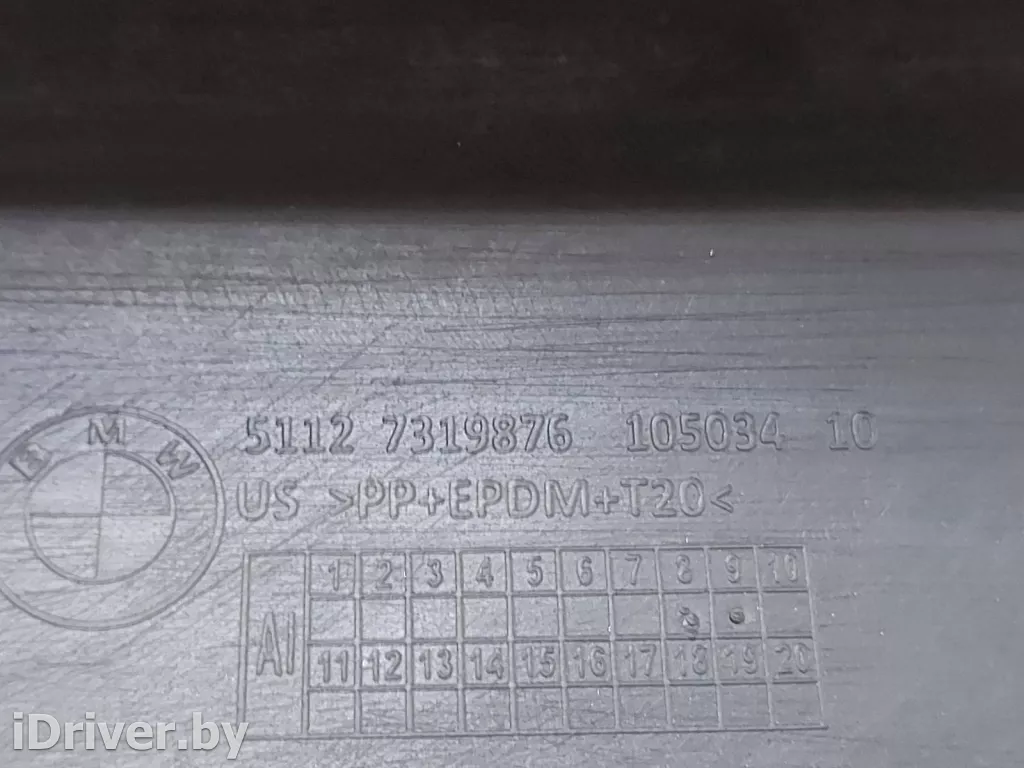 BMW
5112 7319876 105034 10
US >PP+EPDM+T20<
AI
1 2 3 4 5 6 7 8 9 10
11 12 13 14 15 16 17 18 19 20
iDriver.by